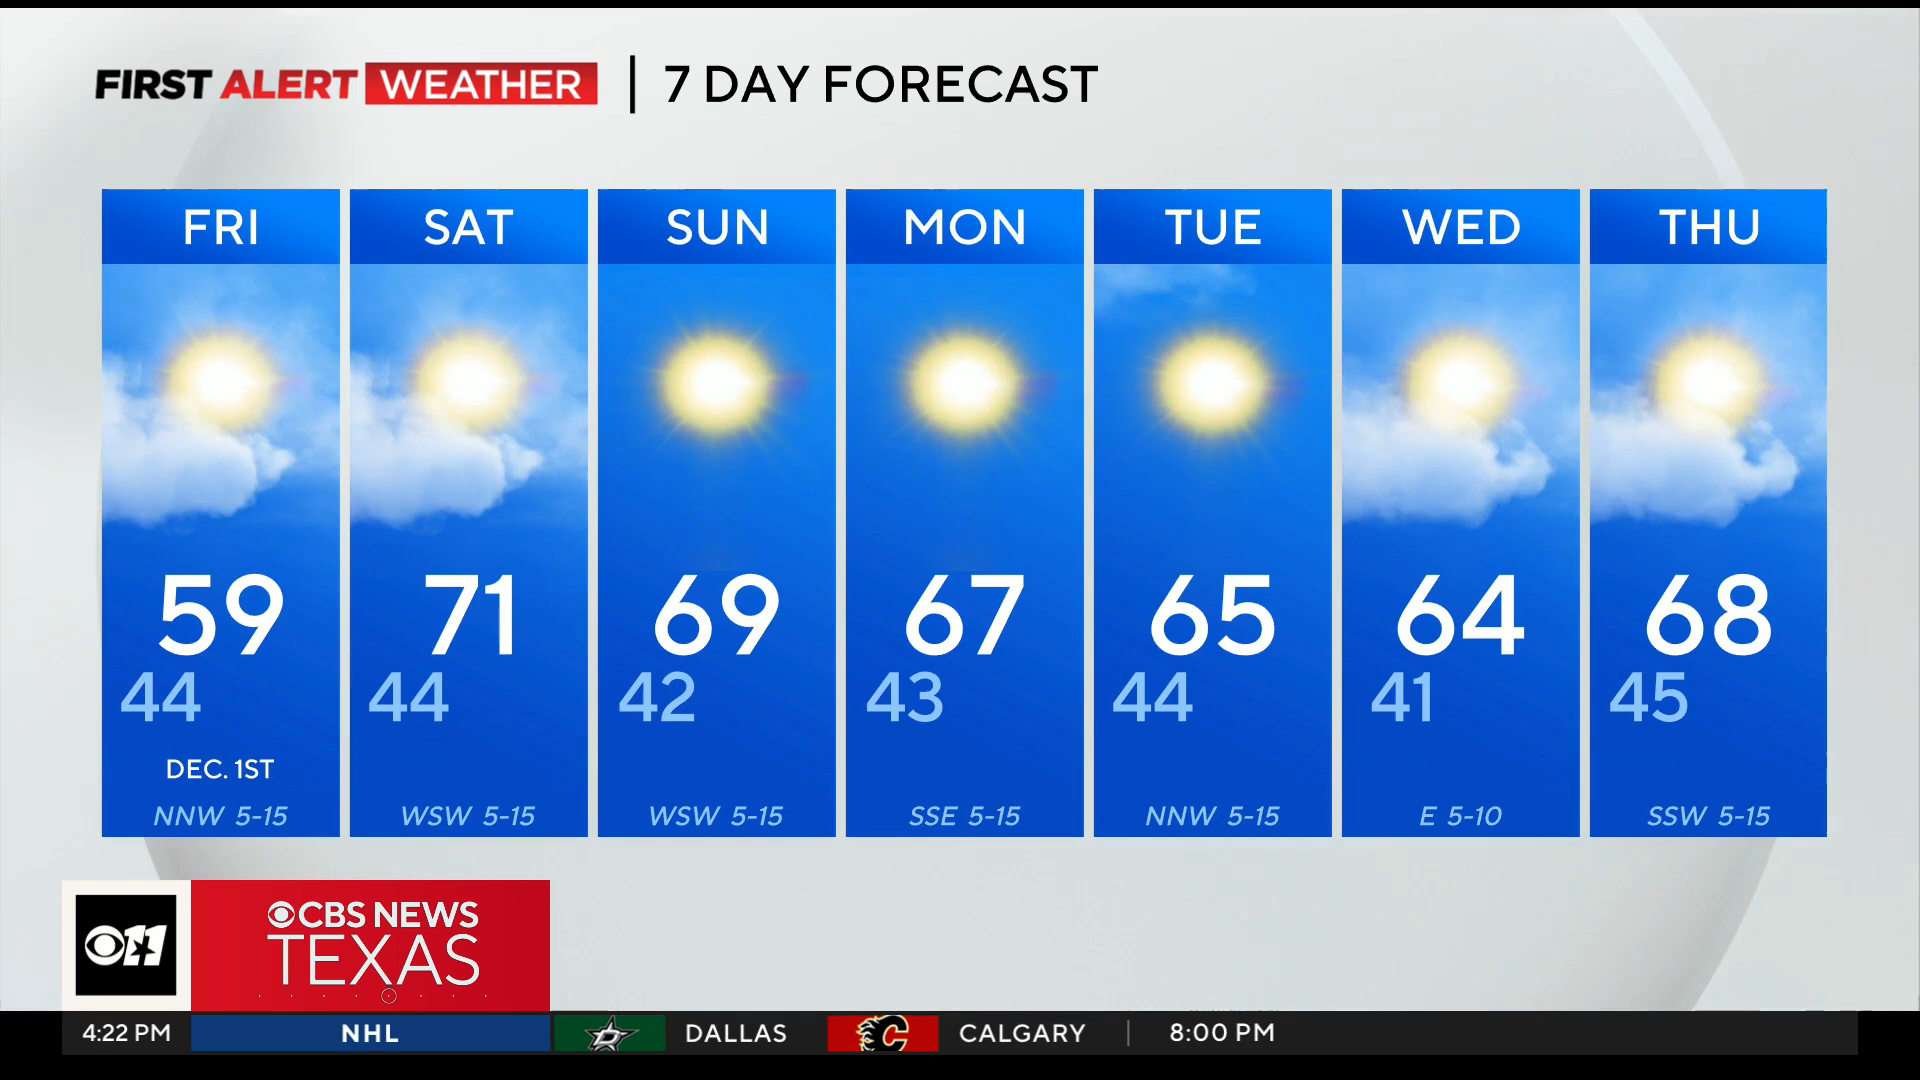 FIRST ALERT WEATHER | 7 DAY FORECAST
FRI SAT SUN MON TUE WED THU
59 71 69 67 65 64 68
44 44 42 43 44 41 45
DEC. 1ST
NNW 5-15 WSW 5-15 WSW 5-15 SSE 5-15 NNW 5-15 E 5-10 SSW 5-15
11 CBS NEWS
TEXAS
4:22 PM NHL D DALLAS C CALGARY | 8:00 PM